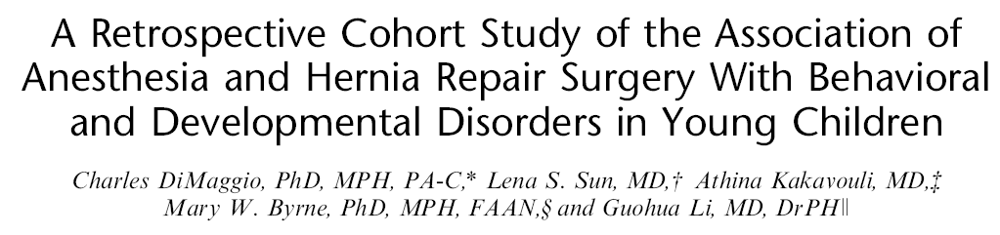 A Retrospective Cohort Study of the Association of
Anesthesia and Hernia Repair Surgery With Behavioral
and Developmental Disorders in Young Children
Charles DiMaggio, PhD, MPH, PA-C,* Lena S. Sun, MD,† Athina Kakavouli, MD,‡
Mary W. Byrne, PhD, MPH, FAAN,§ and Guohua Li, MD, DrPH‖